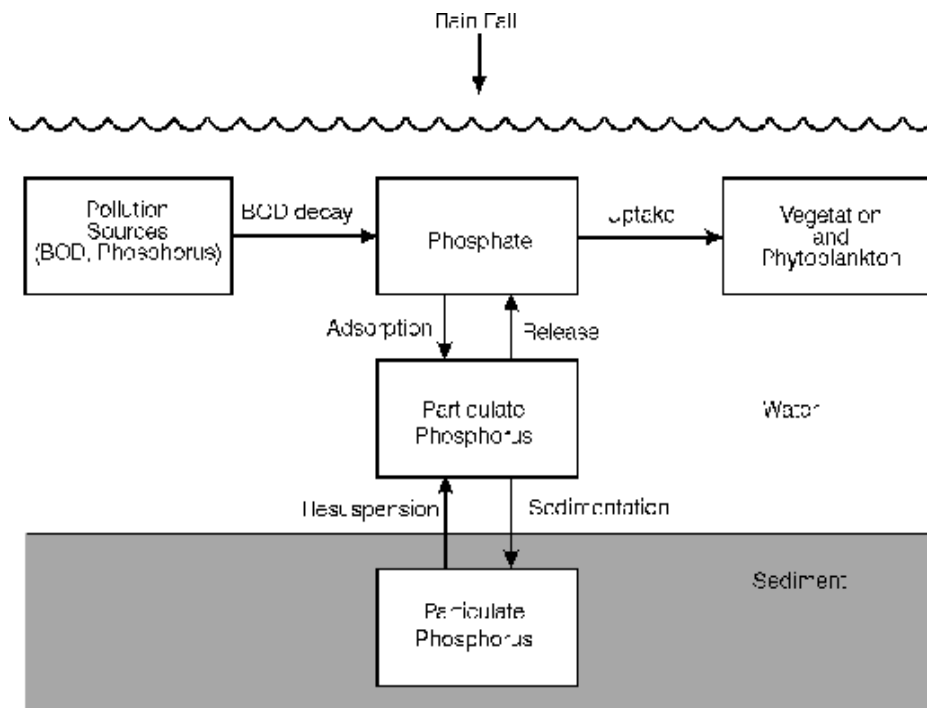 Rain Fall
Pollution
Sources
(BOD, Phosphorus)
BOD decay
Phosphate
Uptake
Vegetation
and
Phytoplankton
Adsorption
Release
Particulate
Phosphorus
Water
Resuspension
Sedimentation
Sediment
Particulate
Phosphorus